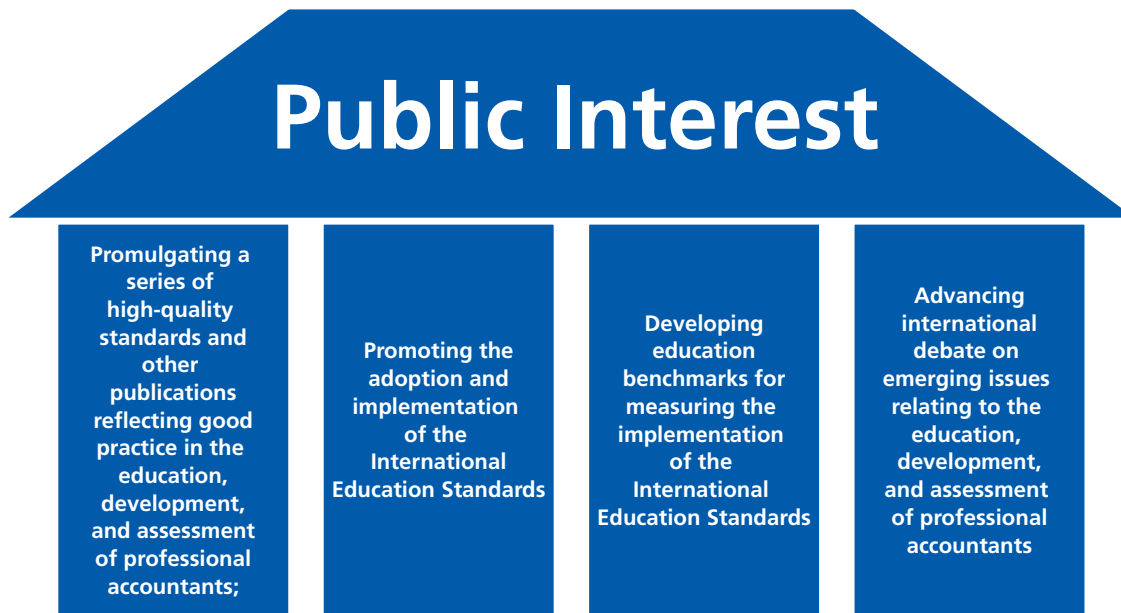 Public Interest
Promulgating a
series of
high-quality
standards and
other
publications
reflecting good
practice in the
education,
development,
and assessment
of professional
accountants;
Promoting the
adoption and
implementation
of the
International
Education Standards
Developing
education
benchmarks for
measuring the
implementation
of the
International
Education Standards
Advancing
international
debate on
emerging issues
relating to the
education,
development,
and assessment
of professional
accountants